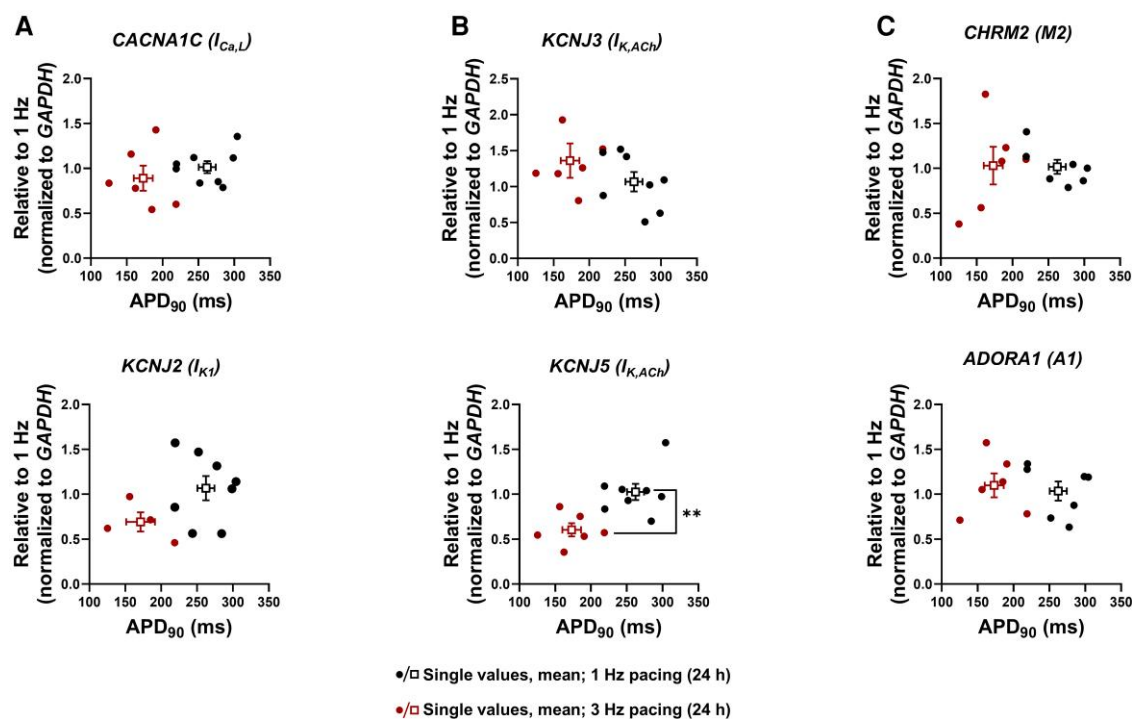 A
CACNA1C (I_Ca,L)
Relative to 1 Hz
(normalized to GAPDH)
2.0
1.5
1.0
0.5
0.0
100 150 200 250 300 350
APD90 (ms)
B
KCNJ3 (I_K,ACh)
Relative to 1 Hz
(normalized to GAPDH)
2.5
2.0
1.5
1.0
0.5
0.0
100 150 200 250 300 350
APD90 (ms)
C
CHRM2 (M2)
Relative to 1 Hz
(normalized to GAPDH)
2.0
1.5
1.0
0.5
0.0
100 150 200 250 300 350
APD90 (ms)
KCNJ2 (I_K1)
Relative to 1 Hz
(normalized to GAPDH)
2.0
1.5
1.0
0.5
0.0
100 150 200 250 300 350
APD90 (ms)
KCNJ5 (I_K,ACh)
Relative to 1 Hz
(normalized to GAPDH)
2.0
1.5
1.0
0.5
0.0
**
100 150 200 250 300 350
APD90 (ms)
ADORA1 (A1)
Relative to 1 Hz
(normalized to GAPDH)
2.0
1.5
1.0
0.5
0.0
100 150 200 250 300 350
APD90 (ms)
●/□ Single values, mean; 1 Hz pacing (24 h)
●/□ Single values, mean; 3 Hz pacing (24 h)